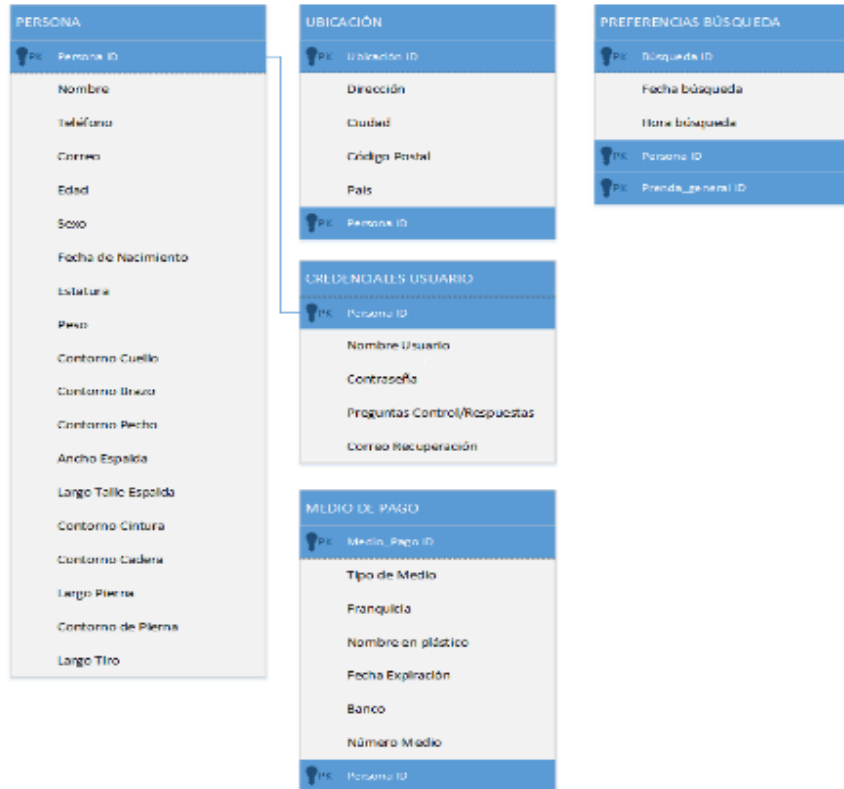 PERSONA
PK Persona ID
Nombre
Teléfono
Correo
Edad
Sexo
Fecha de Nacimiento
Estatura
Peso
Contorno Cuello
Contorno Brazo
Contorno Pecho
Ancho Espalda
Largo Talle Espalda
Contorno Cintura
Contorno Cadera
Largo Pierna
Contorno de Pierna
Largo Tiro
UBICACIÓN
PK Ubicación ID
Dirección
Ciudad
Código Postal
País
PK Persona ID
CREDENCIALES USUARIO
PK Persona ID
Nombre Usuario
Contraseña
Preguntas Control/Respuestas
Correo Recuperación
MEDIO DE PAGO
PK Medio_Pago ID
Tipo de Medio
Franquicia
Nombre en plástico
Fecha Expiración
Banco
Número Medio
PK Persona ID
PREFERENCIAS BÚSQUEDA
PK Búsqueda ID
Fecha búsqueda
Hora búsqueda
PK Persona ID
PK Prenda_general ID